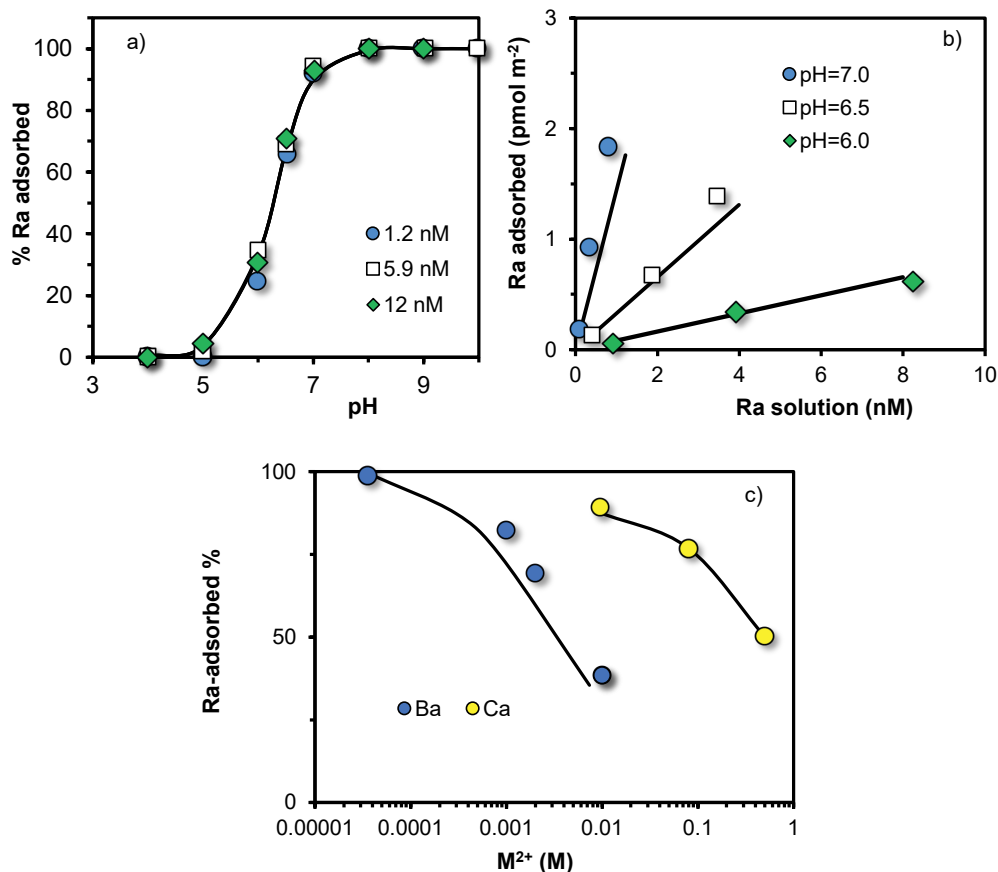 a)
% Ra adsorbed
100
80
60
40
20
0
3
5
7
9
pH
1.2 nM
5.9 nM
12 nM
b)
Ra adsorbed (pmol m⁻²)
3
2
1
0
0
2
4
6
8
10
Ra solution (nM)
pH=7.0
pH=6.5
pH=6.0
c)
Ra-adsorbed %
100
50
0
0.00001
0.0001
0.001
0.01
0.1
1
M²⁺ (M)
Ba
Ca